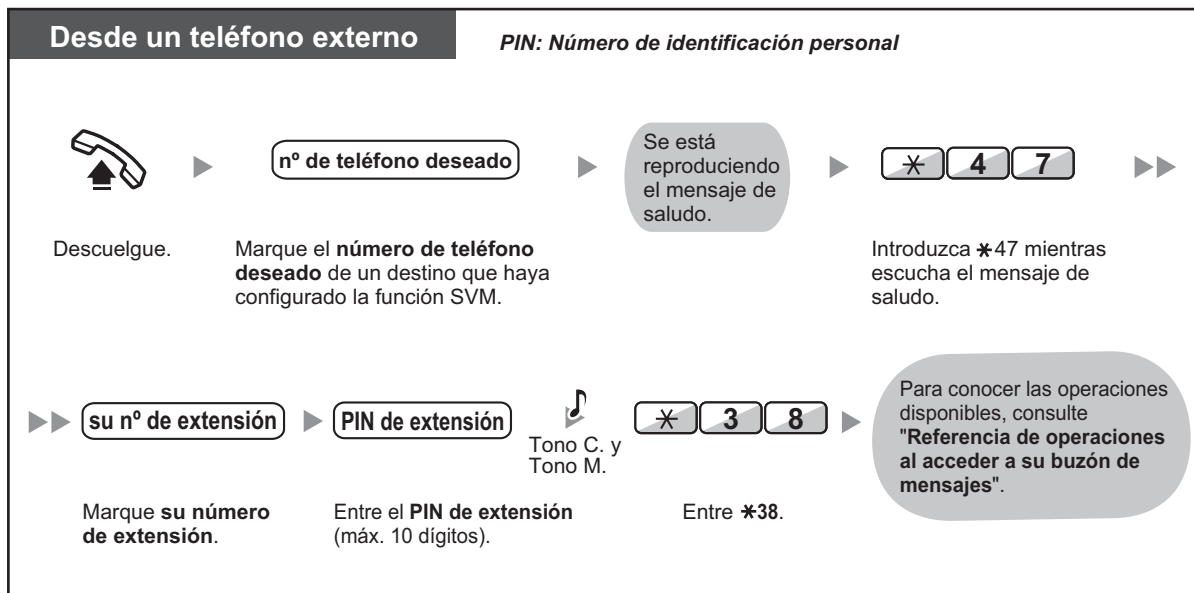 Desde un teléfono externo
PIN: Número de identificación personal
nº de teléfono deseado
Se está
reproduciendo
el mensaje de
saludo.
* 4 7
Descuelgue.
Marque el número de teléfono
deseado de un destino que haya
configurado la función SVM.
Introduzca *47 mientras
escucha el mensaje de
saludo.
su nº de extensión
PIN de extensión
Tono C. y
Tono M.
* 3 8
Para conocer las operaciones
disponibles, consulte
"Referencia de operaciones
al acceder a su buzón de
mensajes".
Marque su número
de extensión.
Entre el PIN de extensión
(máx. 10 dígitos).
Entre *38.